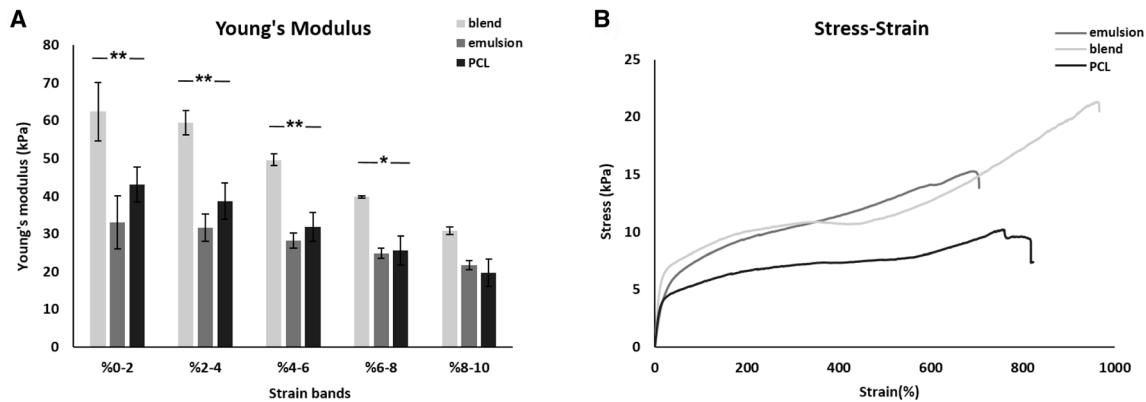 A
Young's Modulus
blend
emulsion
PCL
Young's modulus (kPa)
80
70
60
50
40
30
20
10
0
**
**
**
*
%0-2
%2-4
%4-6
%6-8
%8-10
Strain bands
B
Stress-Strain
emulsion
blend
PCL
Stress (kPa)
25
20
15
10
5
0
0
200
400
600
800
1000
Strain(%)